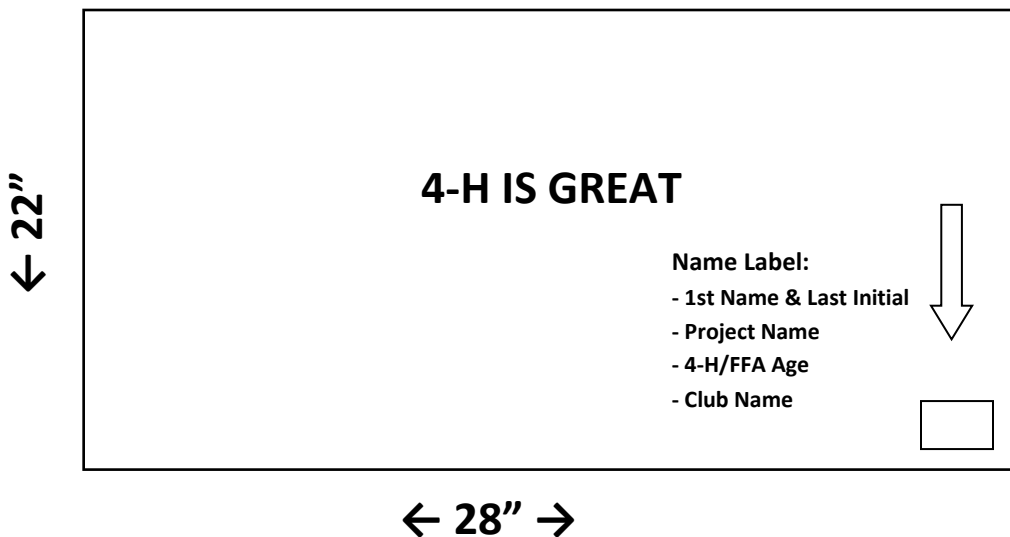 4-H IS GREAT
← 22”
Name Label:
- 1st Name & Last Initial
- Project Name
- 4-H/FFA Age
- Club Name
← 28” →